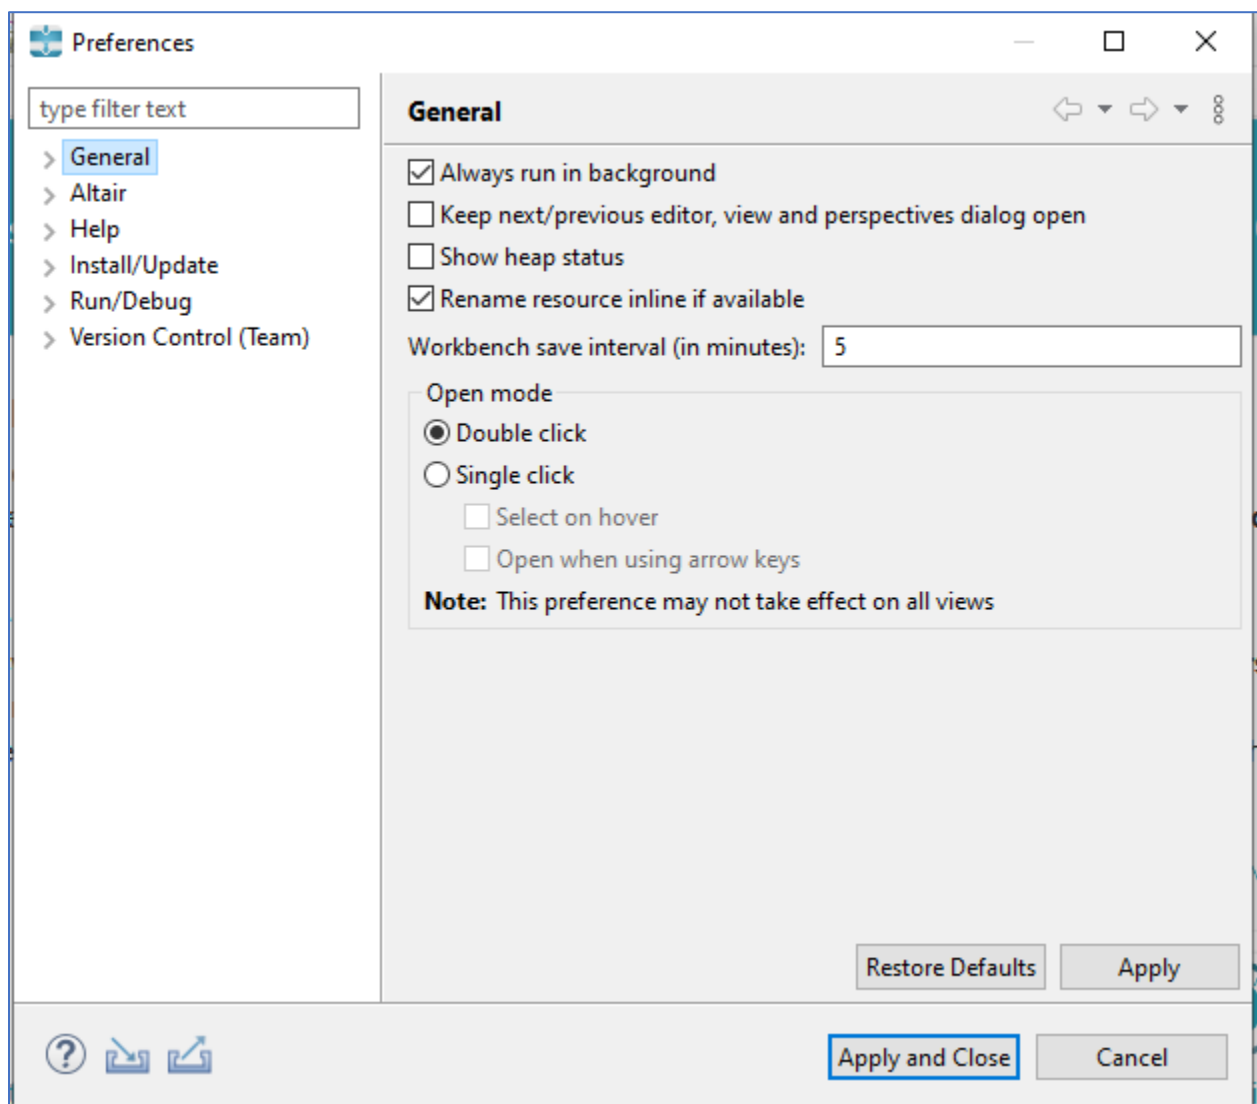 Preferences
type filter text
General
Altair
Help
Install/Update
Run/Debug
Version Control (Team)
General
Always run in background
Keep next/previous editor, view and perspectives dialog open
Show heap status
Rename resource inline if available
Workbench save interval (in minutes): 5
Open mode
Double click
Single click
Select on hover
Open when using arrow keys
Note: This preference may not take effect on all views
Restore Defaults Apply
Apply and Close Cancel